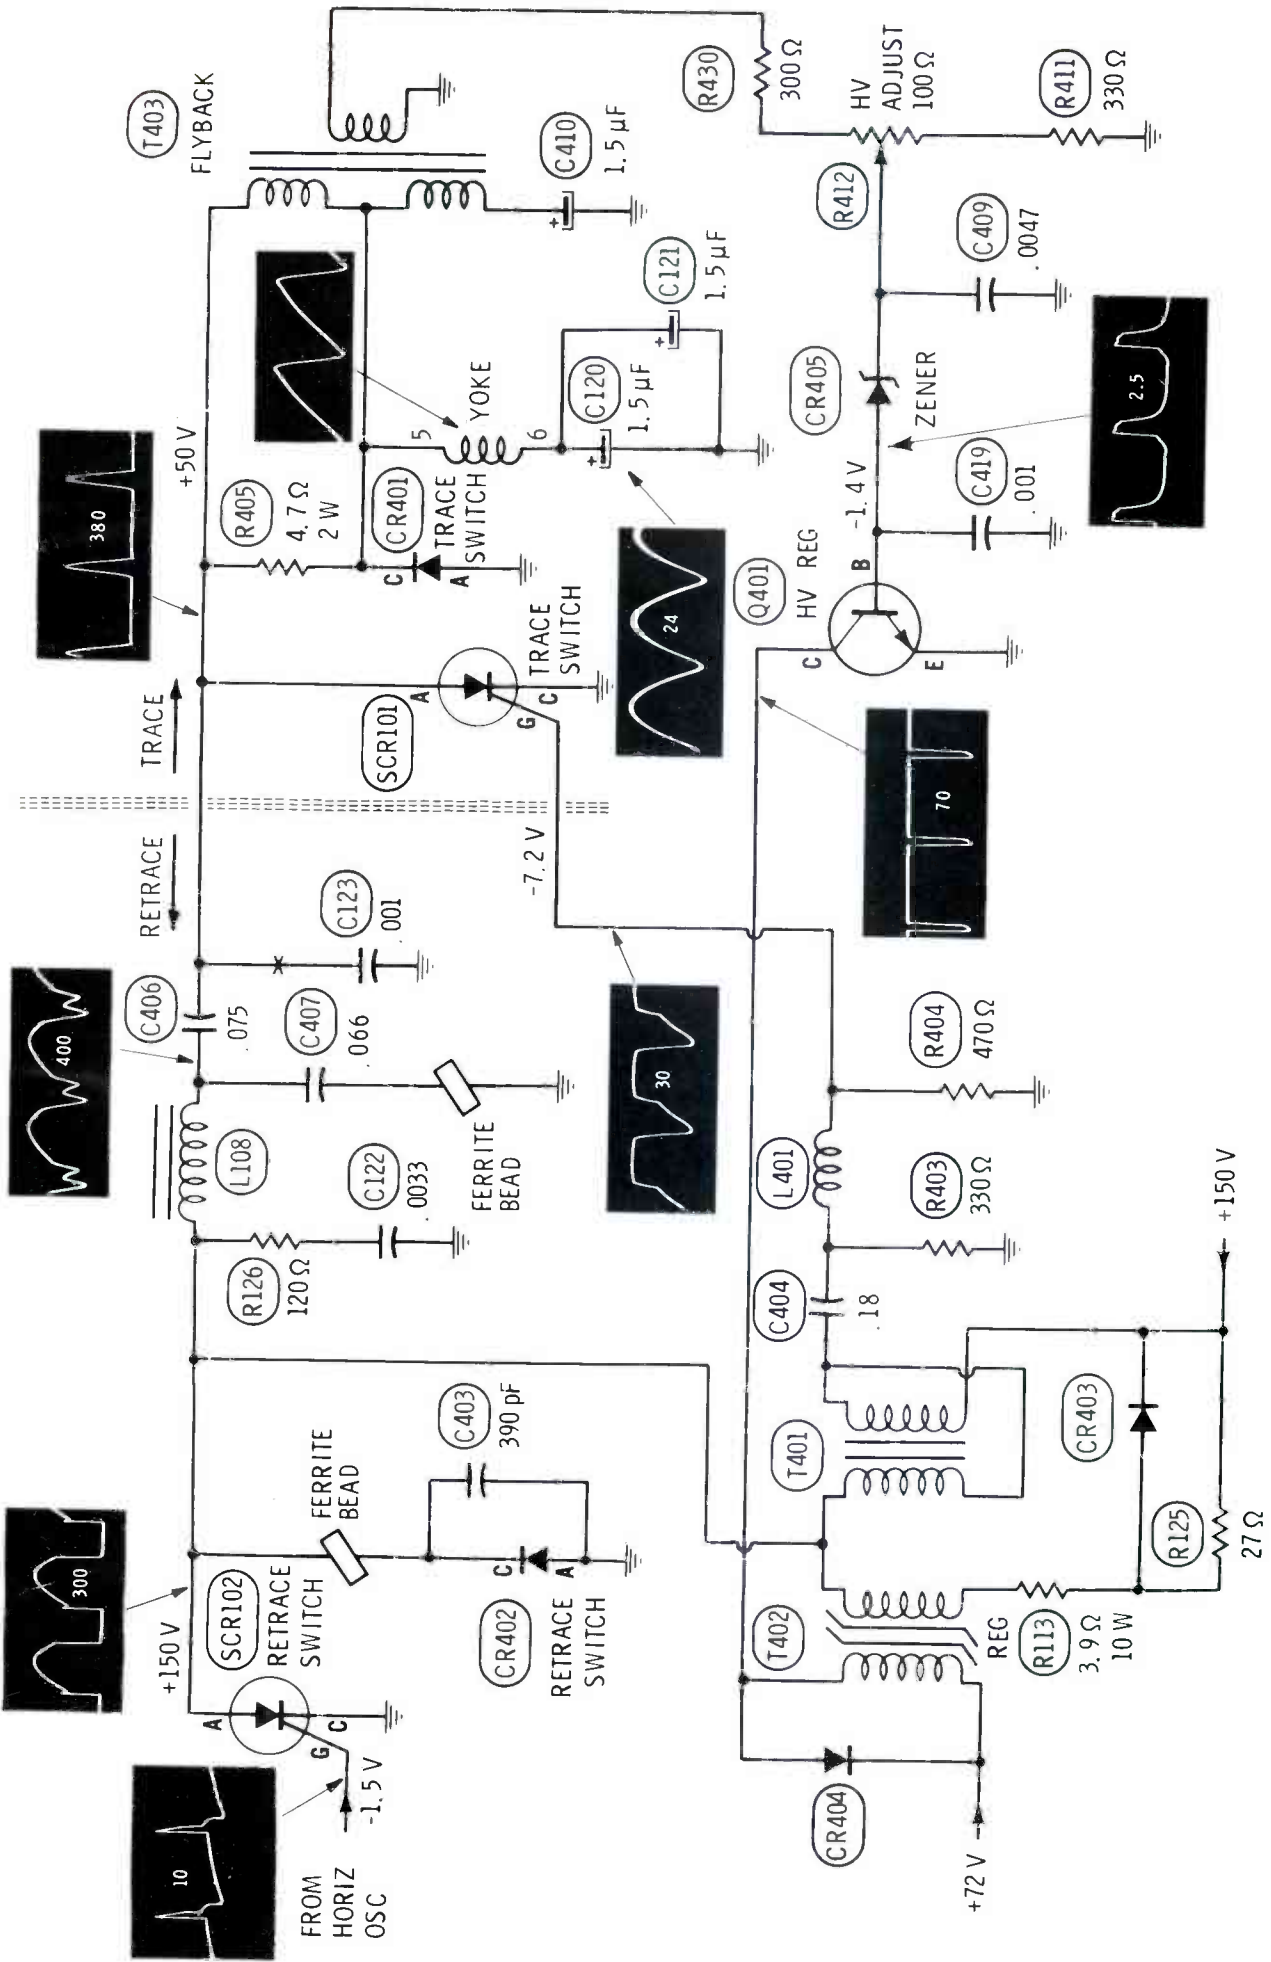 10
FROM
HORIZ
OSC
-1.5 V
G
A
C
+150 V
SCR102
RETRACE
SWITCH
300
FERRITE
BEAD
CR402
RETRACE
SWITCH
C
A
C403
390 pF
R126
120 Ω
C122
.0033
L108
400
C406
.075
C407
.066
FERRITE
BEAD
C123
.001
RETRACE
TRACE
380
+50 V
SCR101
A
G
C
TRACE
SWITCH
-7.2 V
30
R405
4.7 Ω
2 W
CR401
C
A
TRACE
SWITCH
5
YOKE
6
24
C120
1.5 μF
C121
1.5 μF
T403
FLYBACK
C410
1.5 μF
R430
300 Ω
HV
ADJUST
100 Ω
R412
R411
330 Ω
C409
.0047
CR405
ZENER
2.5
-1.4 V
C419
.001
Q401
HV REG
B
C
E
70
+72 V
CR404
T402
REG
R113
3.9 Ω
10 W
T401
C404
.18
L401
R403
330 Ω
R404
470 Ω
CR403
R125
27 Ω
+150 V